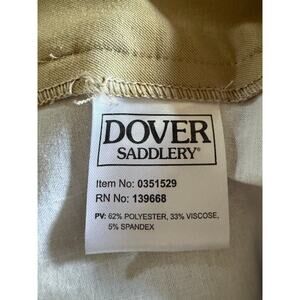 DOVER
SADDLERY®
Item No: 0351529
RN No: 139668
PV: 62% POLYESTER, 33% VISCOSE,
5% SPANDEX